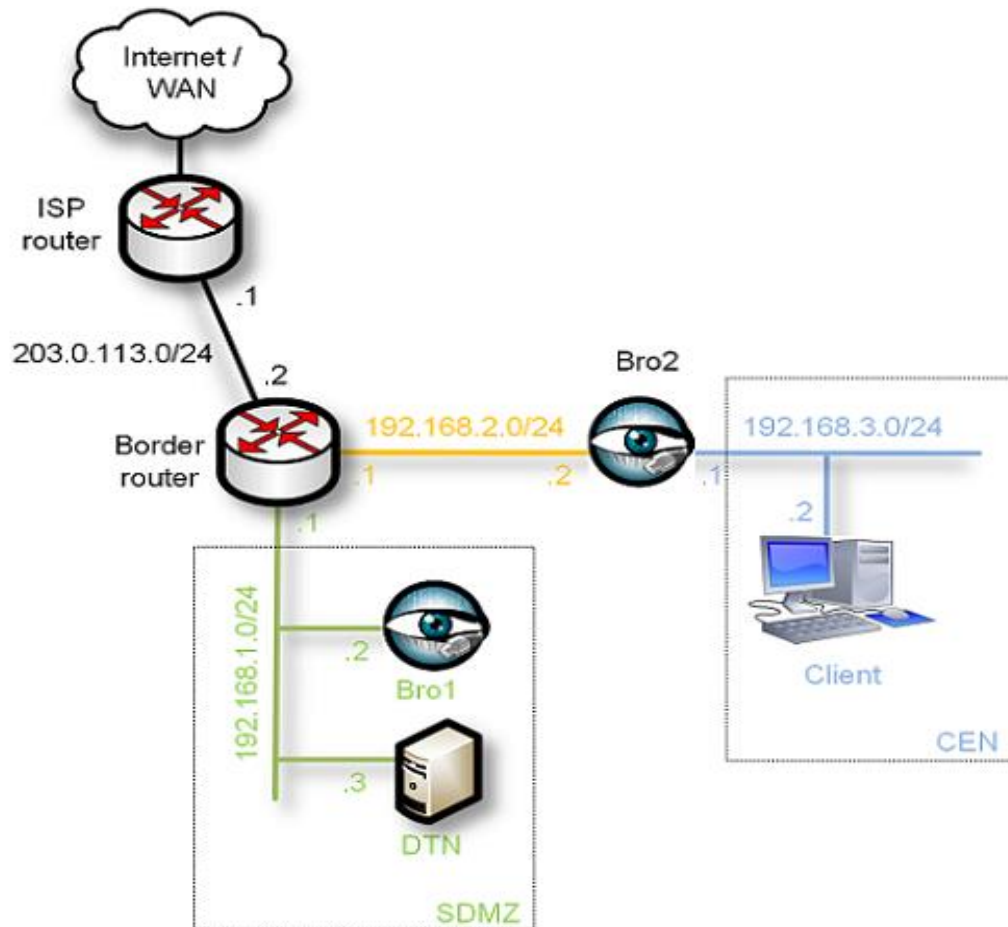 Internet /
WAN
ISP
router
.1
203.0.113.0/24
.2
Bro2
Border
router
192.168.2.0/24
.1
.2
192.168.3.0/24
.1
.2
Client
CEN
.1
192.168.1.0/24
.2
Bro1
.3
DTN
SDMZ